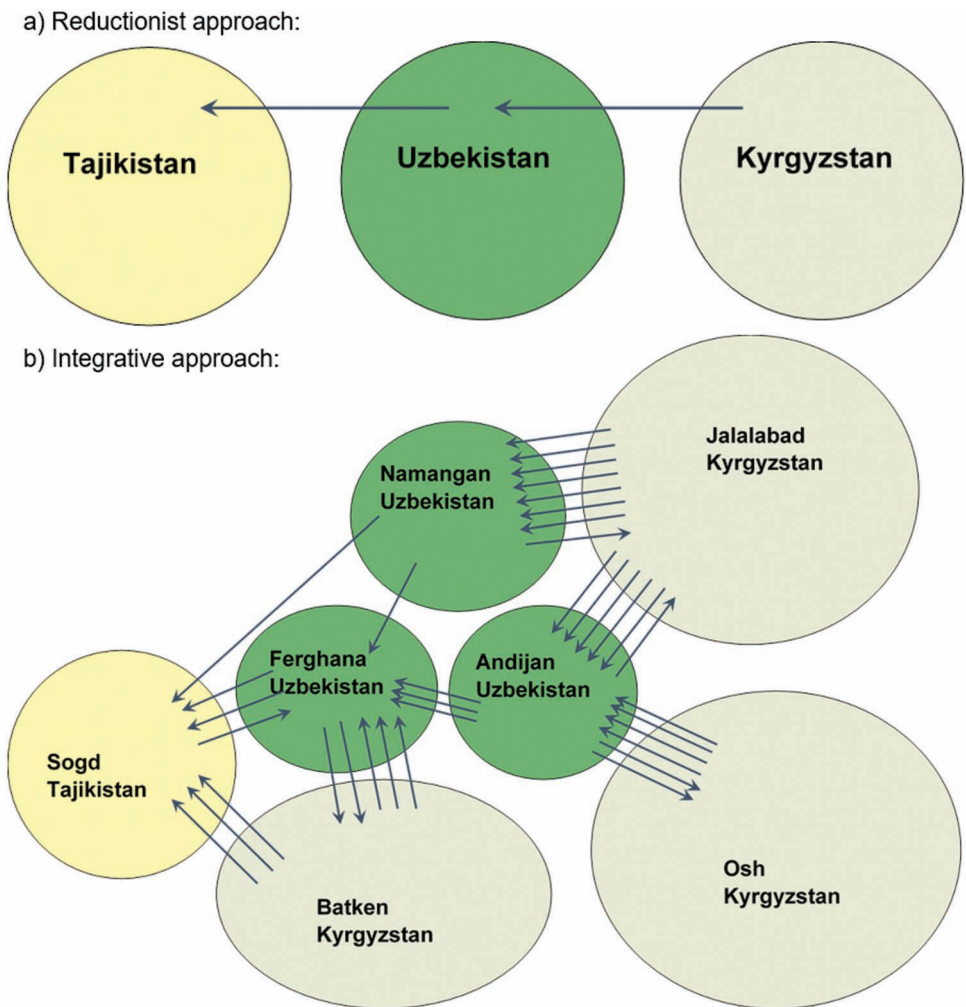 a) Reductionist approach:
Tajikistan
Uzbekistan
Kyrgyzstan
b) Integrative approach:
Jalalabad
Kyrgyzstan
Namangan
Uzbekistan
Ferghana
Uzbekistan
Andijan
Uzbekistan
Sogd
Tajikistan
Osh
Kyrgyzstan
Batken
Kyrgyzstan